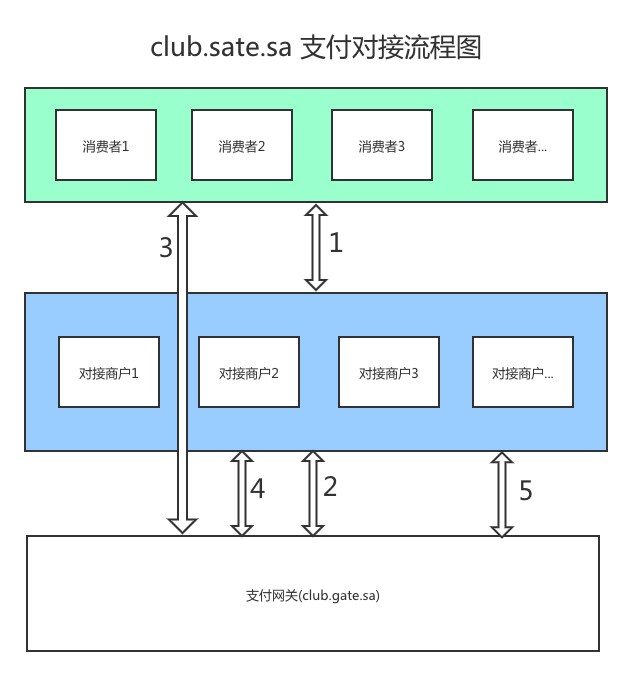 club.sate.sa 支付对接流程图
消费者1
消费者2
消费者3
消费者...
3
1
对接商户1
对接商户2
对接商户3
对接商户...
4
2
5
支付网关(club.gate.sa)